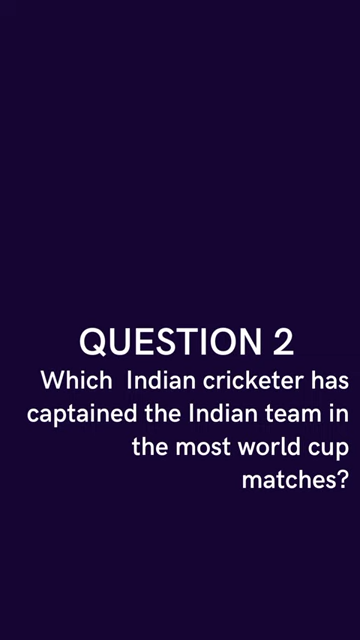 QUESTION 2
Which  Indian cricketer has
captained the Indian team in
the most world cup
matches?